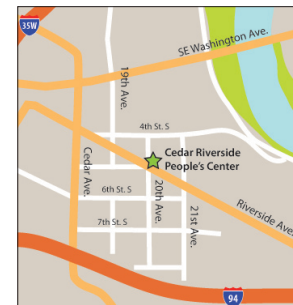 35W
SE Washington Ave.
19th Ave.
4th St. S
Cedar Riverside
People's Center
Cedar Ave.
6th St. S
20th Ave.
21st Ave.
Riverside Ave.
7th St. S
94